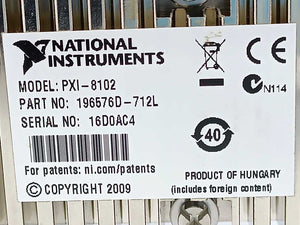 NATIONAL
INSTRUMENTS
MODEL: PXI-8102
PART NO: 196576D-712L
SERIAL NO: 16D0AC4
N114
40
For patents: ni.com/patents
© COPYRIGHT 2009
PRODUCT OF HUNGARY
(includes foreign content)